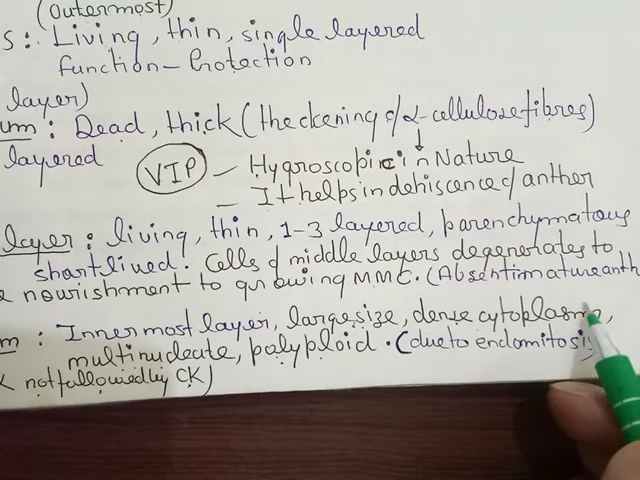 (Outermost)
s: Living, thin, single layered
function - Protection
layer)
um: Dead, thick (theckening of α-cellulose fibres)
layered
VIP - Hygroscopic in Nature
- It helps in dehiscence of anther
layer: living, thin, 1-3 layered, parenchymatous
shortlived. Cells of middle layers degenerates to
nourishment to growing MMC. (Absent in mature anth
m: Innermost layer, large size, dense cytoplasm,
multinucleate, polyploid. (due to endomitosis
K not followed by CK)